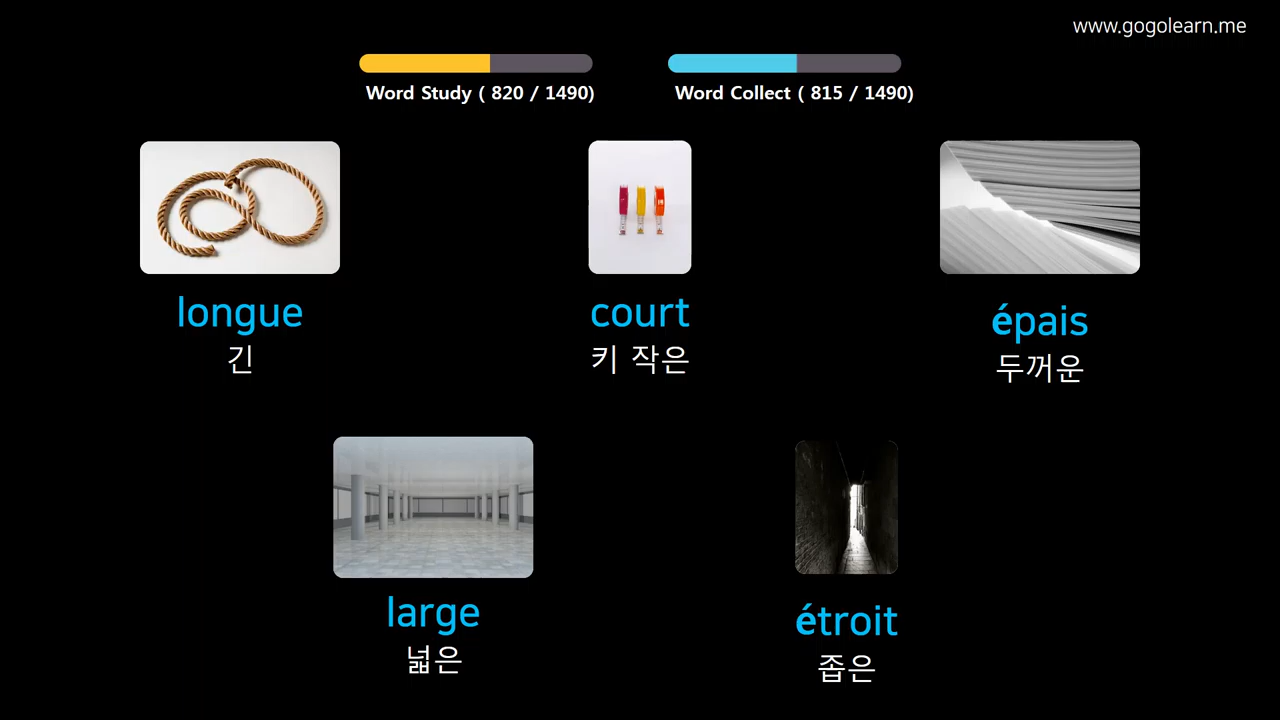 www.gogolearn.me
Word Study ( 820 / 1490)
Word Collect ( 815 / 1490)
longue
긴
court
키 작은
épais
두꺼운
large
넓은
étroit
좁은